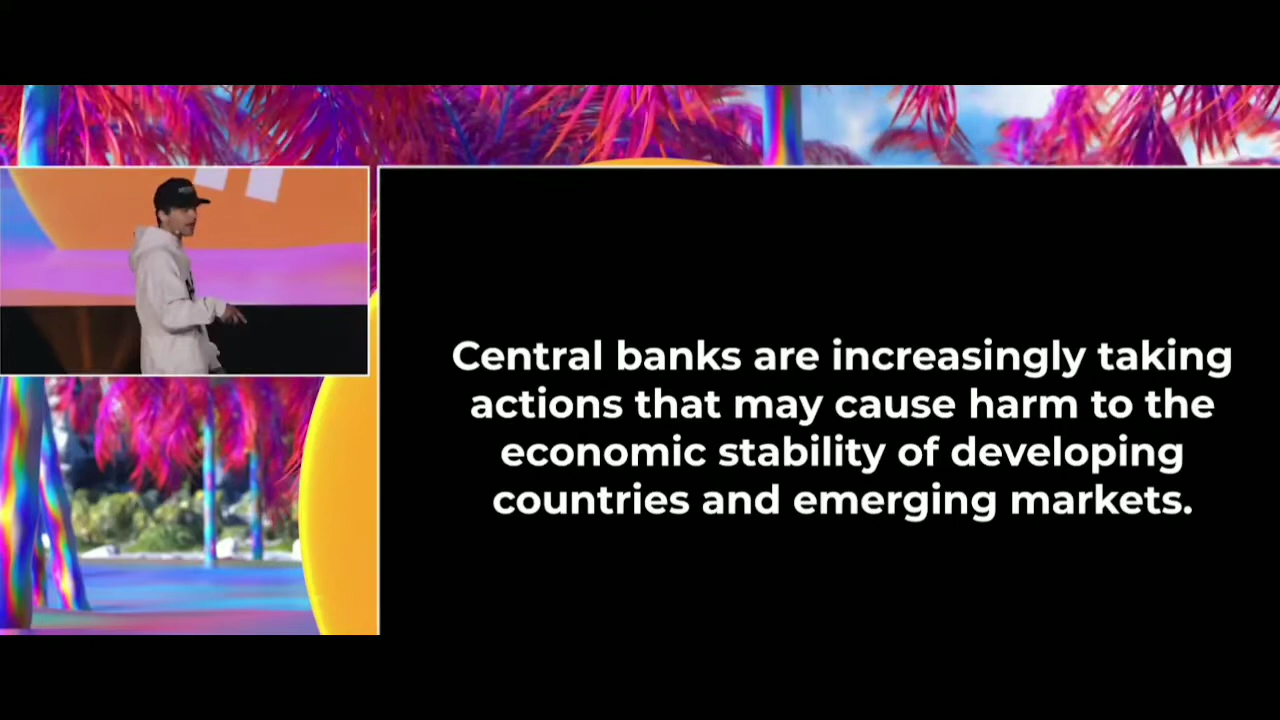 Central banks are increasingly taking
actions that may cause harm to the
economic stability of developing
countries and emerging markets.